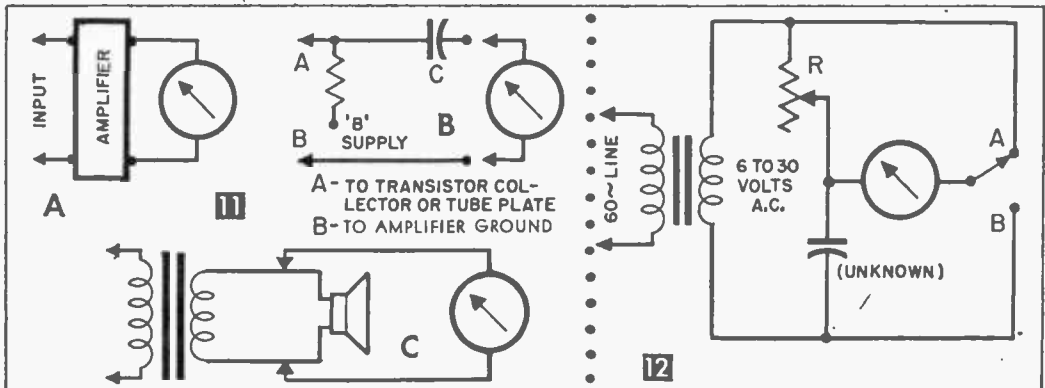 INPUT
AMPLIFIER
A
11
A
C
'B'
SUPPLY
B
B
A- TO TRANSISTOR COL-
LECTOR OR TUBE PLATE
B- TO AMPLIFIER GROUND
C
60~LINE
6 TO 30
VOLTS
A.C.
R
A
B
(UNKNOWN)
12